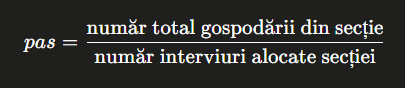 pas = număr total gospodării din secție
număr interviuri alocate secției